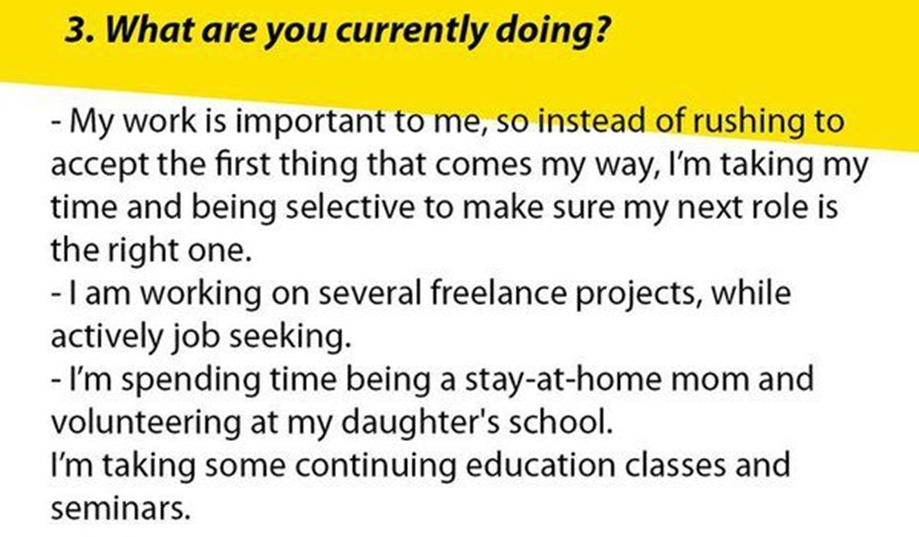 3. What are you currently doing?
- My work is important to me, so instead of rushing to
accept the first thing that comes my way, I'm taking my
time and being selective to make sure my next role is
the right one.
- I am working on several freelance projects, while
actively job seeking.
- I'm spending time being a stay-at-home mom and
volunteering at my daughter's school.
I'm taking some continuing education classes and
seminars.